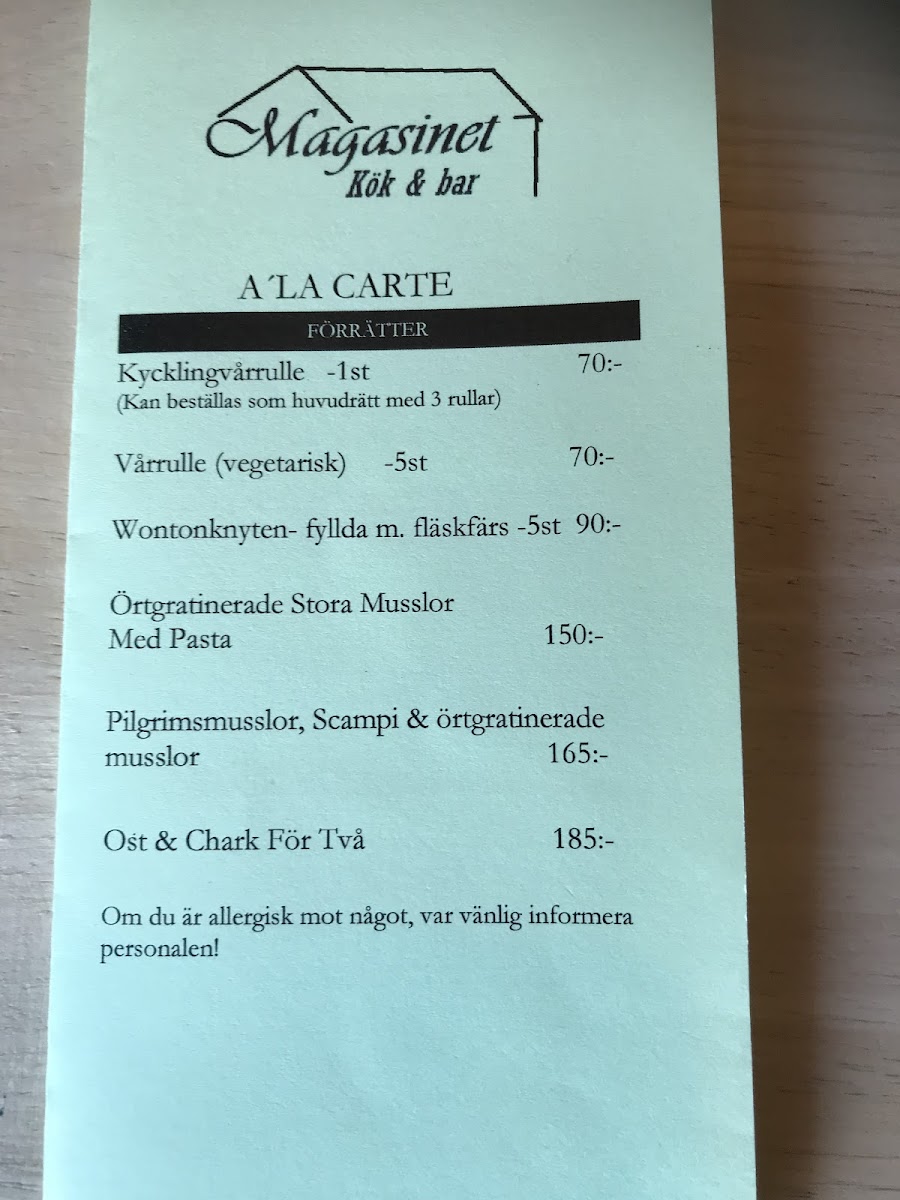 Magasinet
Kök & bar
A´LA CARTE
FÖRRÄTTER
Kycklingvårrulle -1st 70:-
(Kan beställas som huvudrätt med 3 rullar)
Vårrulle (vegetarisk) -5st 70:-
Wontonknyten- fyllda m. fläskfärs -5st 90:-
Örtgratinerade Stora Musslor
Med Pasta 150:-
Pilgrimsmusslor, Scampi & örtgratinerade
musslor 165:-
Ost & Chark För Två 185:-
Om du är allergisk mot något, var vänlig informera
personalen!